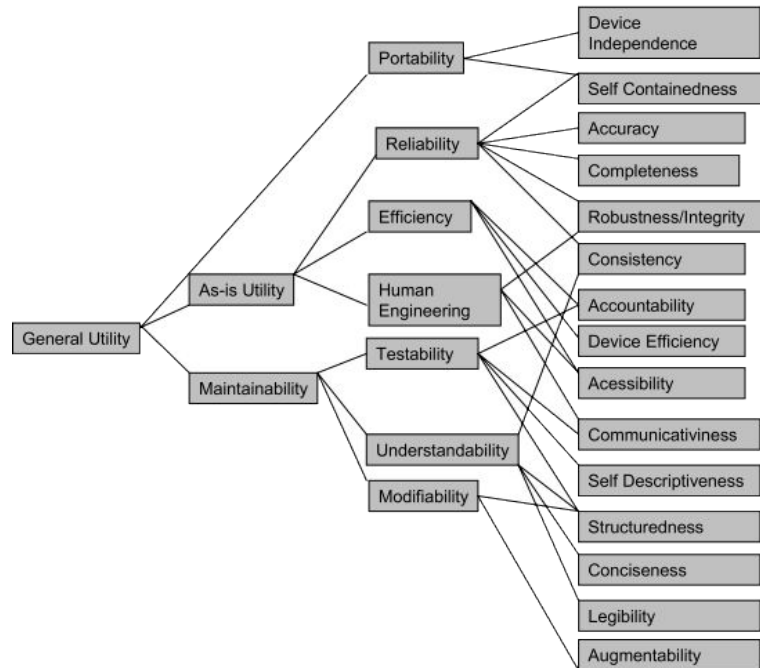 Device
Independence
Portability
Self Containedness
Accuracy
Reliability
Completeness
Efficiency
Robustness/Integrity
Consistency
As-is Utility
Human
Engineering
Accountability
General Utility
Device Efficiency
Testability
Acessibility
Maintainability
Communicativiness
Understandability
Self Descriptiveness
Modifiability
Structuredness
Conciseness
Legibility
Augmentability